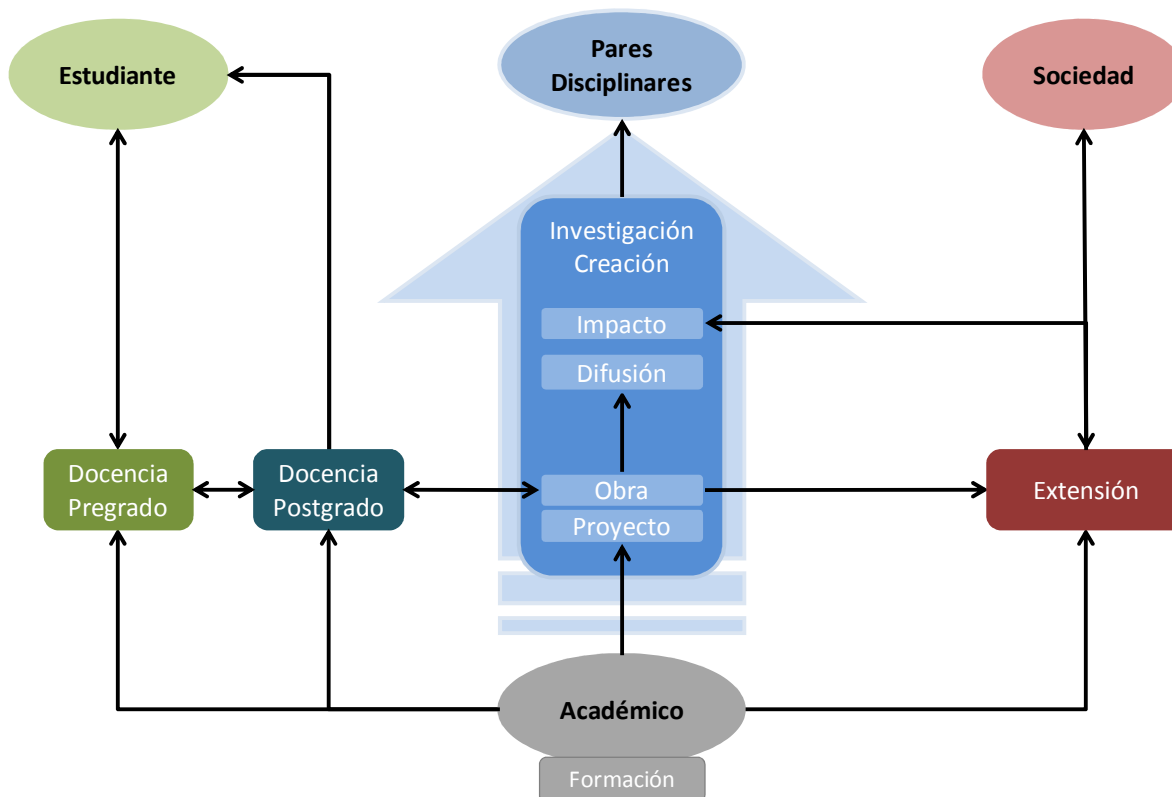 Estudiante
Pares
Disciplinares
Sociedad
Investigación
Creación
Impacto
Difusión
Docencia
Pregrado
Docencia
Postgrado
Obra
Proyecto
Extensión
Académico
Formación